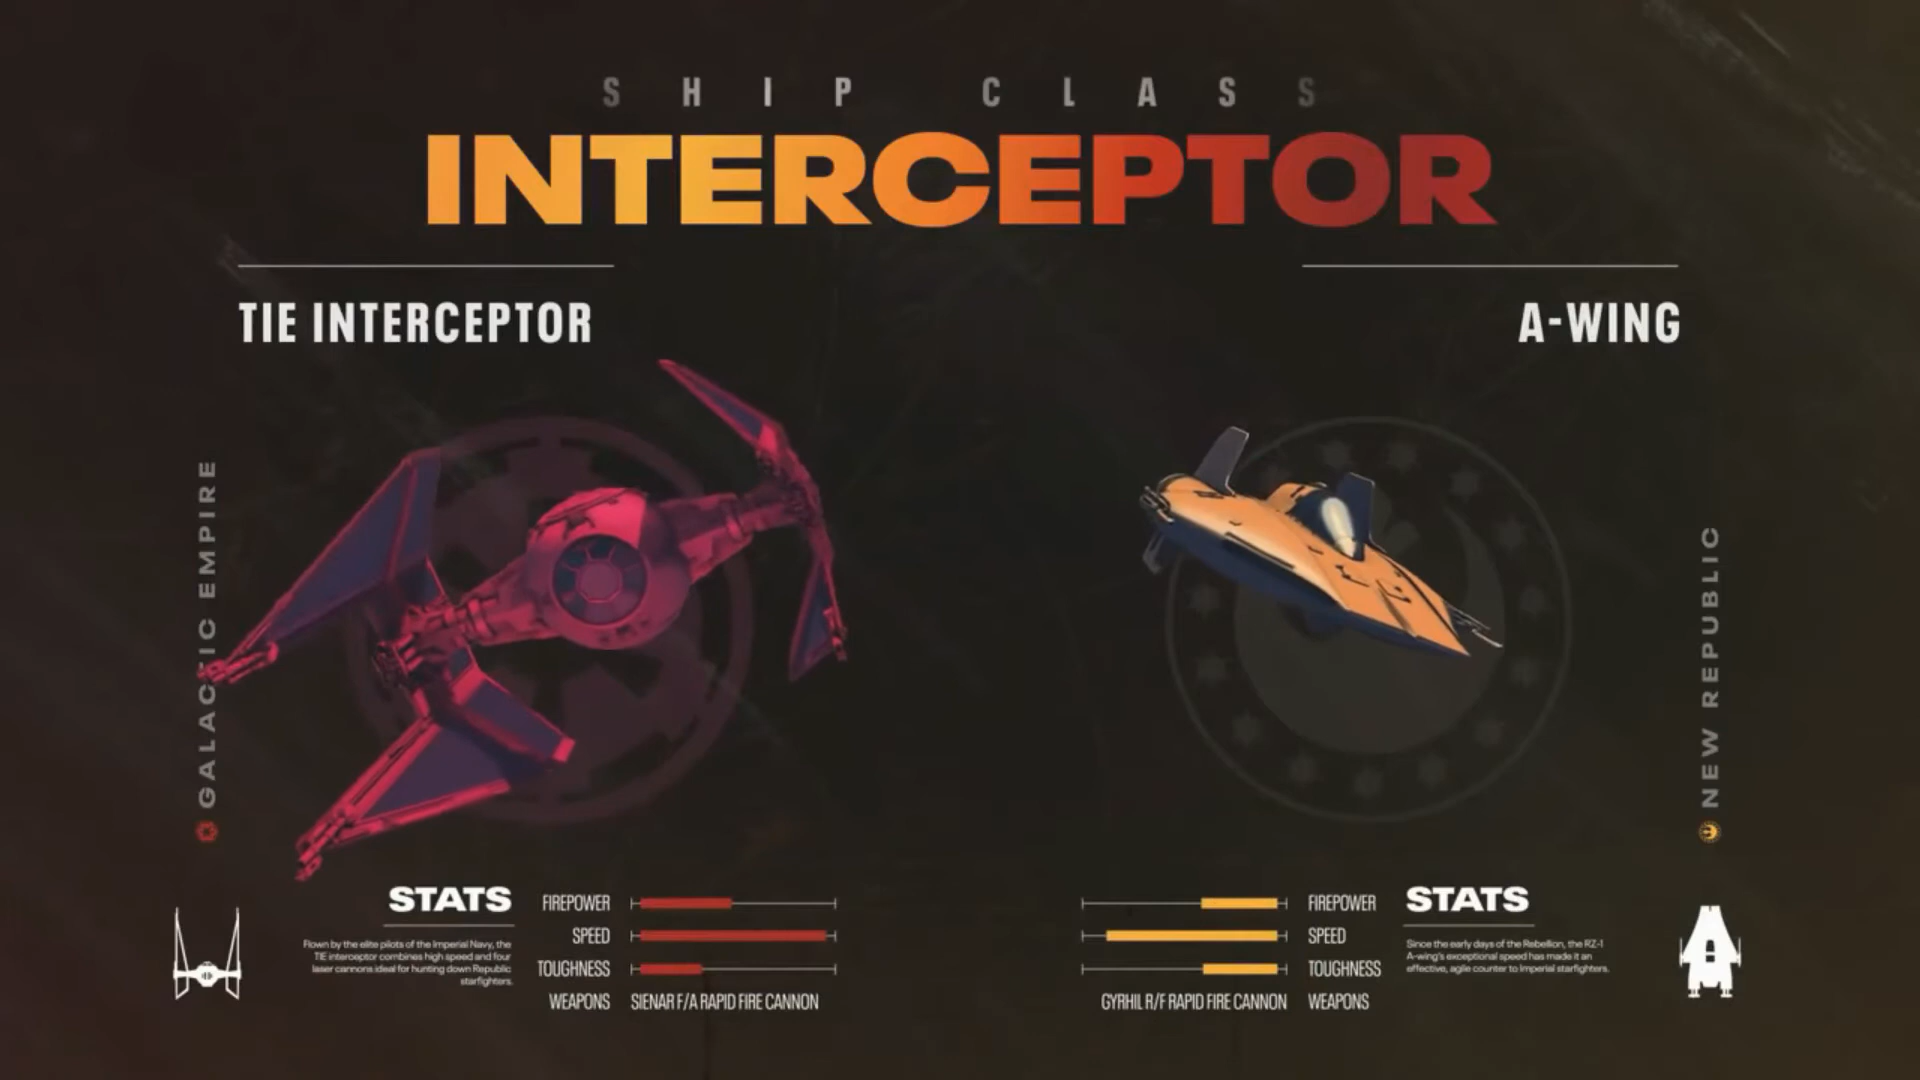 SHIP CLASS
INTERCEPTOR
TIE INTERCEPTOR
A-WING
GALACTIC EMPIRE
NEW REPUBLIC
STATS
Flown by the elite pilots of the Imperial Navy, the
TIE interceptor combines high speed and four
laser cannons ideal for hunting down Republic
starfighters.
FIREPOWER
SPEED
TOUGHNESS
WEAPONS SIENAR F/A RAPID FIRE CANNON
FIREPOWER
SPEED
TOUGHNESS
GYRHIL R/F RAPID FIRE CANNON WEAPONS
STATS
Since the early days of the Rebellion, the RZ-1
A-wing's exceptional speed has made it an
effective, agile counter to Imperial starfighters.